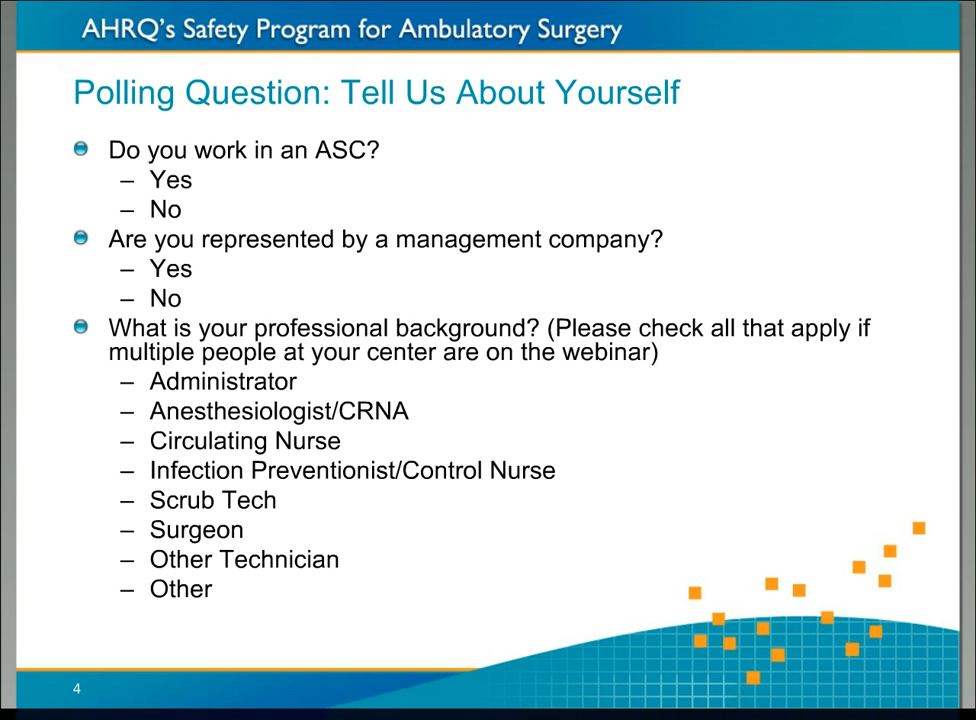 AHRQ's Safety Program for Ambulatory Surgery
Polling Question: Tell Us About Yourself
Do you work in an ASC?
– Yes
– No
Are you represented by a management company?
– Yes
– No
What is your professional background? (Please check all that apply if
multiple people at your center are on the webinar)
– Administrator
– Anesthesiologist/CRNA
– Circulating Nurse
– Infection Preventionist/Control Nurse
– Scrub Tech
– Surgeon
– Other Technician
– Other
4